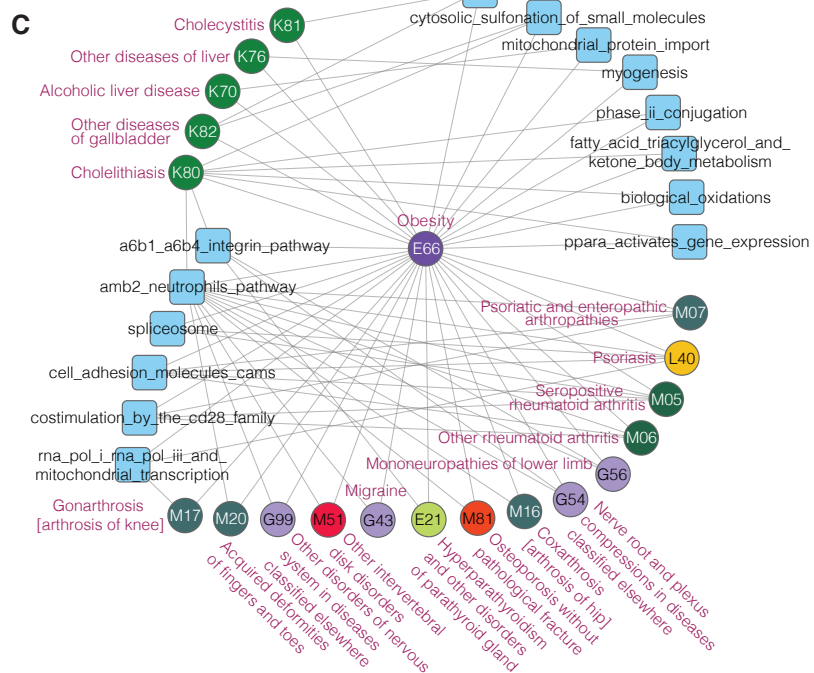 C
Cholecystitis
K81
Other diseases of liver
K76
Alcoholic liver disease
K70
Other diseases
of gallbladder
K82
Cholelithiasis
K80
cytosolic_sulfonation_of_small_molecules
mitochondrial_protein_import
myogenesis
phase_ii_conjugation
fatty_acid_triacylglycerol_and_
ketone_body_metabolism
biological_oxidations
ppara_activates_gene_expression
Obesity
E66
a6b1_a6b4_integrin_pathway
amb2_neutrophils_pathway
spliceosome
cell_adhesion_molecules_cams
costimulation_by_the_cd28_family
rna_pol_i_rna_pol_iii_and_
mitochondrial_transcription
Psoriatic and enteropathic
arthropathies
M07
Psoriasis
L40
Seropositive
rheumatoid arthritis
M05
Other rheumatoid arthritis
M06
Mononeuropathies of lower limb
G56
Gonarthrosis
[arthrosis of knee]
M17
M20
G99
M51
Migraine
G43
E21
M81
M16
G54
Acquired deformities
of fingers and toes
Other disorders of nervous
system in diseases
classified elsewhere
Other intervertebral
disk disorders
Hyperparathyroidism
and other disorders
of parathyroid gland
Osteoporosis without
pathological fracture
Coxarthrosis
[arthrosis of hip]
Nerve root and plexus
compressions in diseases
classified elsewhere